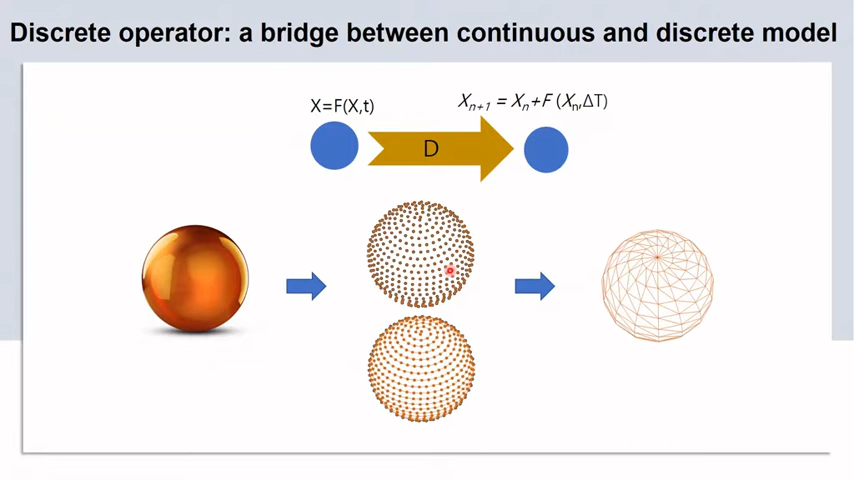 Discrete operator: a bridge between continuous and discrete model
X=F(X,t)
Xn+1 = Xn+F (Xn,ΔT)
D